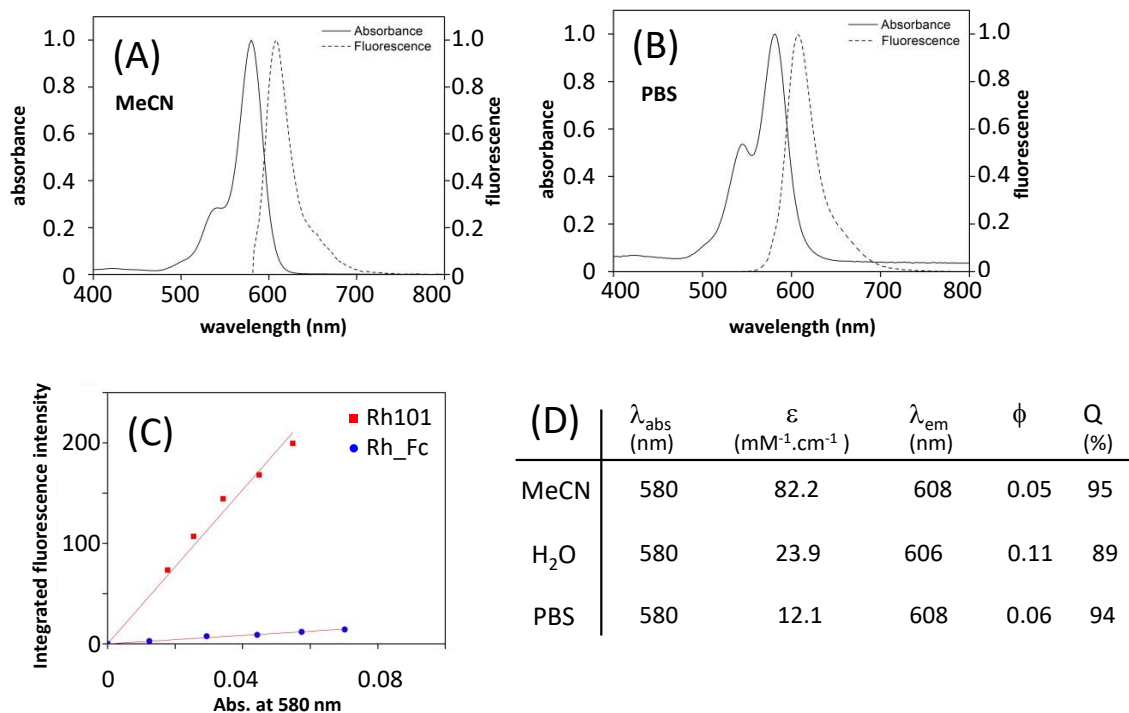 (A)
MeCN
Absorbance
Fluorescence
1.0
0.8
0.6
0.4
0.2
0
1.0
0.8
0.6
0.4
0.2
0
400 500 600 700 800
absorbance
fluorescence
wavelength (nm)
(B)
PBS
Absorbance
Fluorescence
1.0
0.8
0.6
0.4
0.2
0
1.0
0.8
0.6
0.4
0.2
0
400 500 600 700 800
absorbance
fluorescence
wavelength (nm)
(C)
Rh101
Rh_Fc
200
100
0
0 0.04 0.08
Integrated fluorescence intensity
Abs. at 580 nm
(D) λabs ε λem ϕ Q
(nm) (mM-1.cm-1) (nm) (%)
MeCN 580 82.2 608 0.05 95
H2O 580 23.9 606 0.11 89
PBS 580 12.1 608 0.06 94